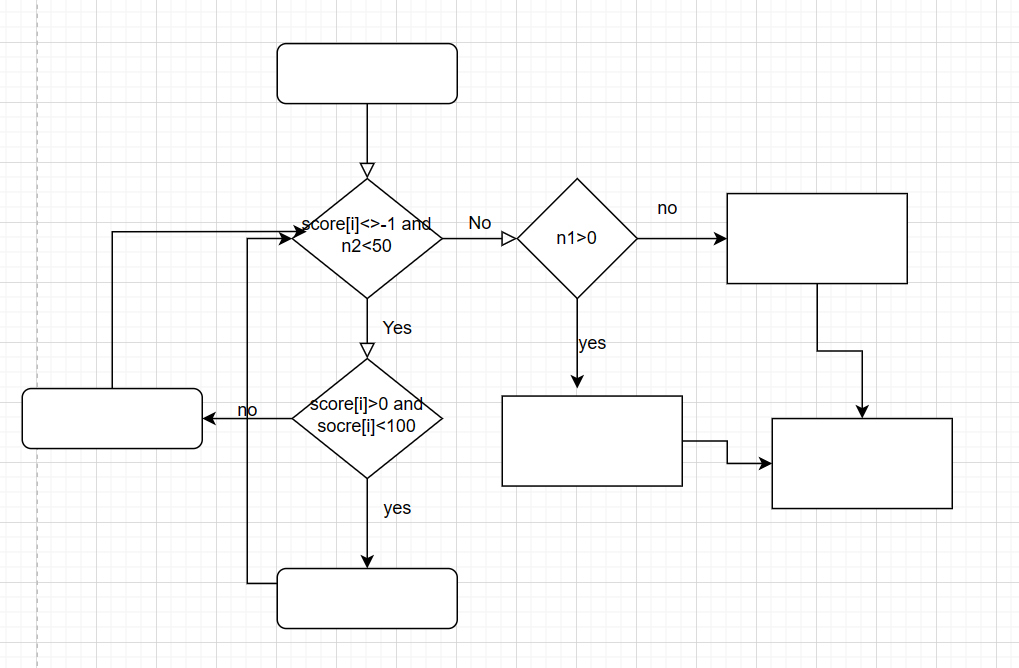 score[i]<>-1 and
n2<50
No
n1>0
no
Yes
yes
score[i]>0 and
socre[i]<100
no
yes